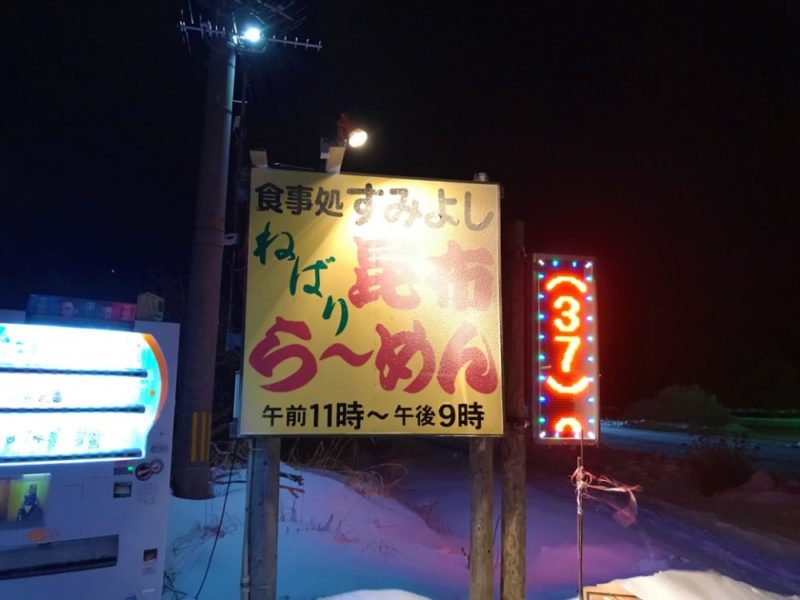 食事処すみよし
ねばり
昆布
ら～めん
午前11時～午後9時
(37)